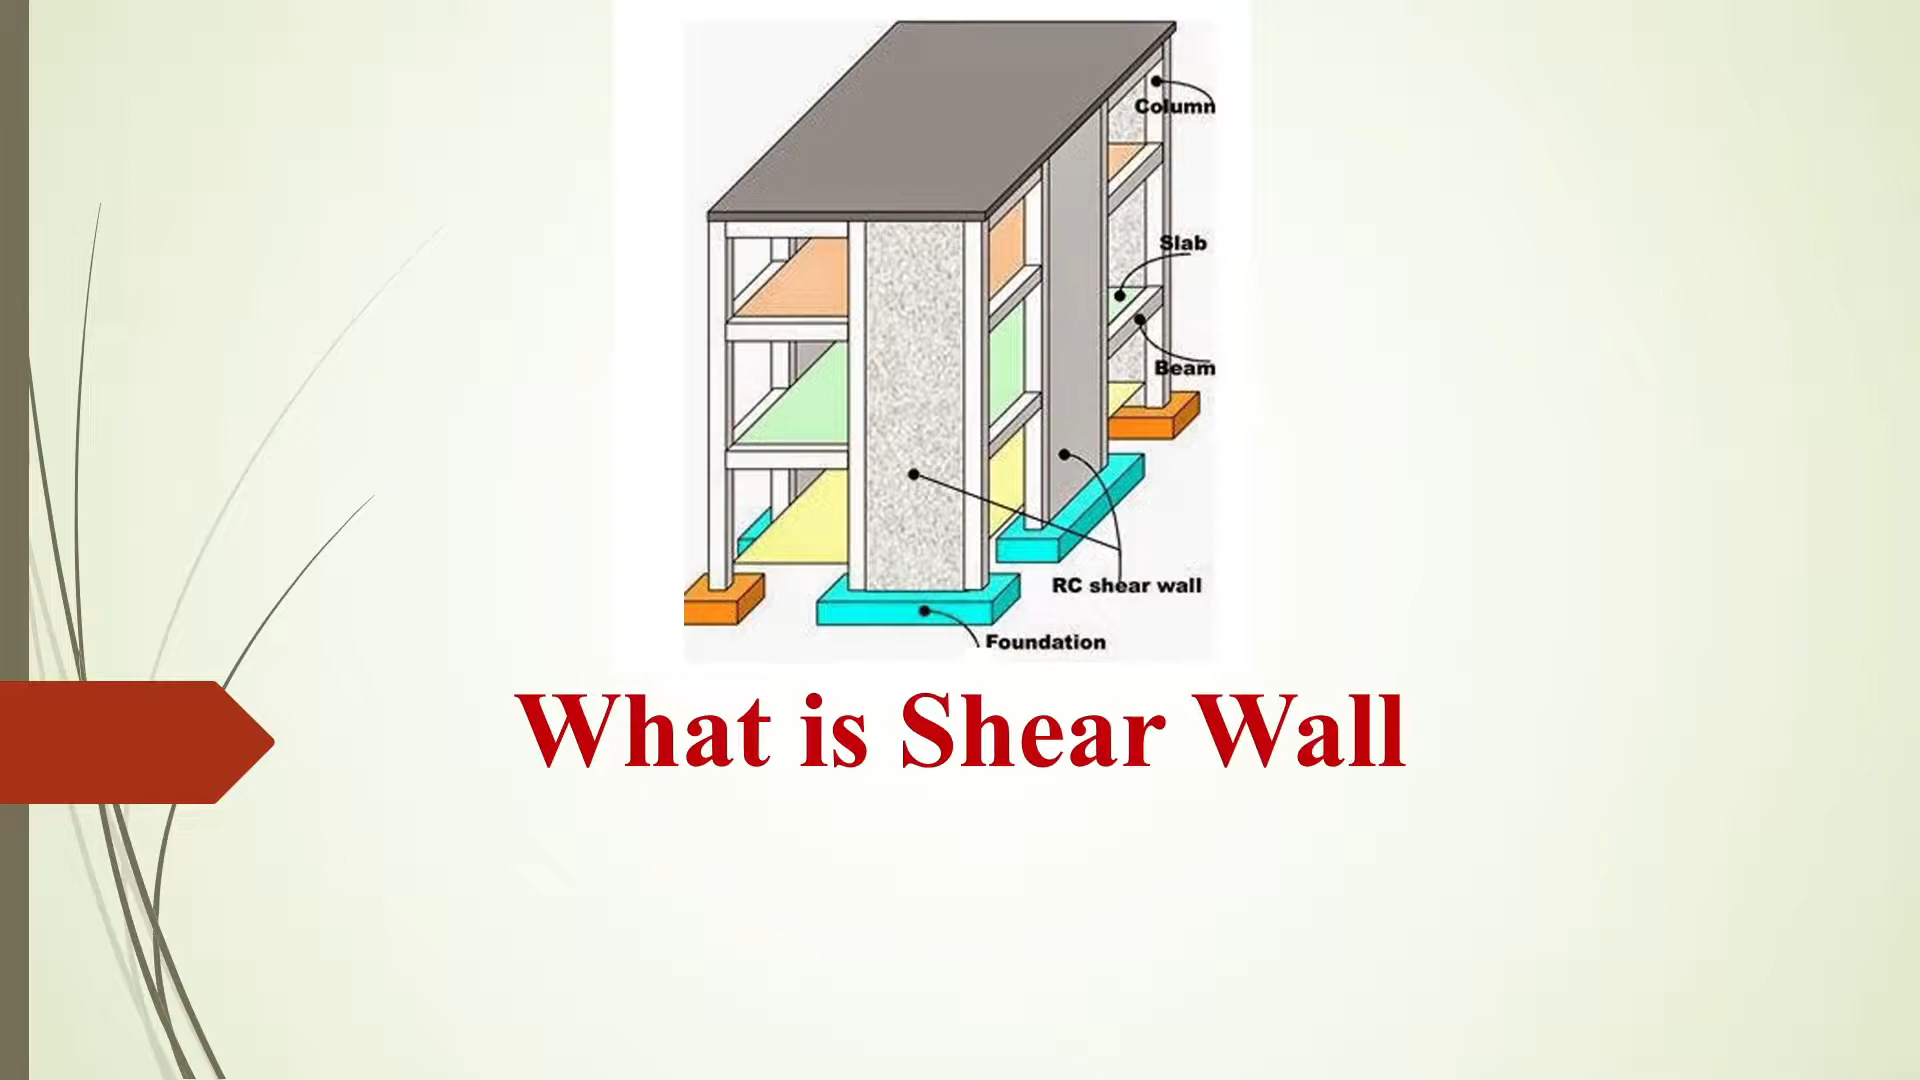 Column
Slab
Beam
RC shear wall
Foundation
What is Shear Wall